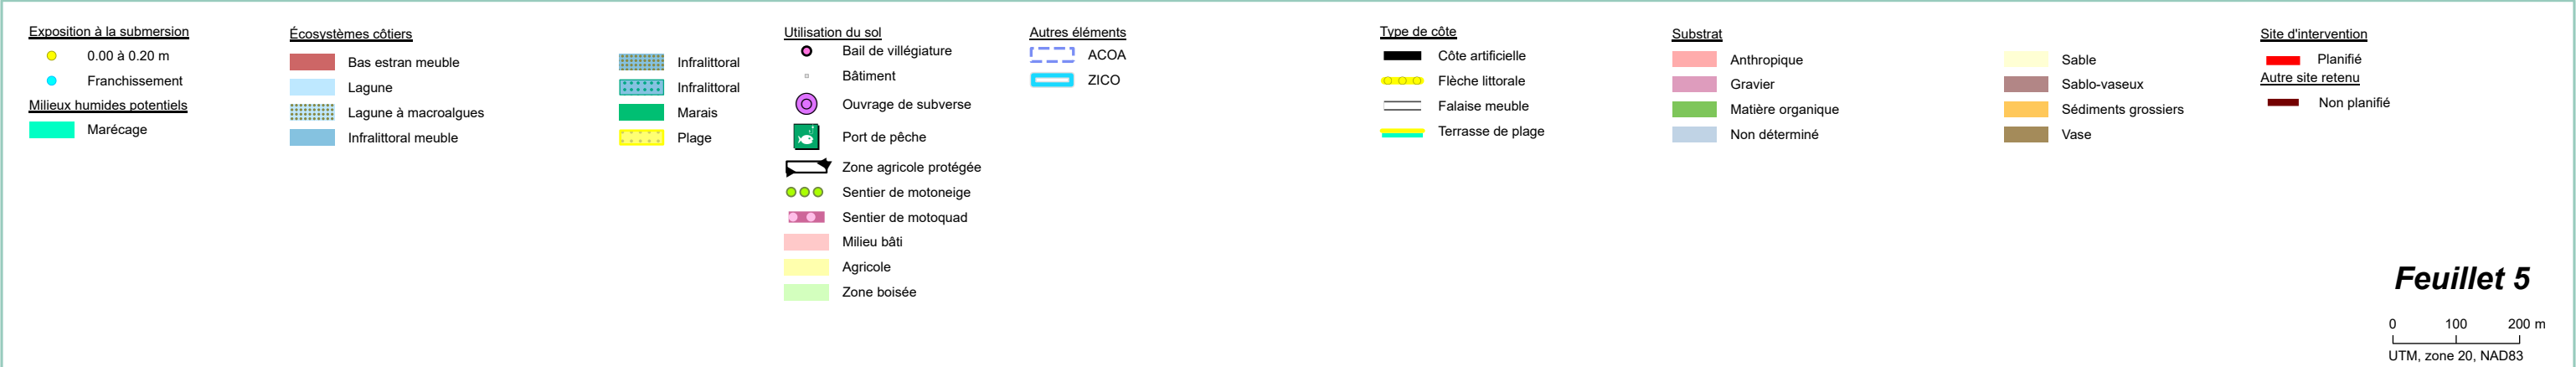 Exposition à la submersion
0.00 à 0.20 m
Franchissement
Milieux humides potentiels
Marécage
Écosystèmes côtiers
Bas estran meuble
Lagune
Lagune à macroalgues
Infralittoral meuble
Infralittoral
Infralittoral
Marais
Plage
Utilisation du sol
Bail de villégiature
Bâtiment
Ouvrage de subverse
Port de pêche
Zone agricole protégée
Sentier de motoneige
Sentier de motoquad
Milieu bâti
Agricole
Zone boisée
Autres éléments
ACOA
ZICO
Type de côte
Côte artificielle
Flèche littorale
Falaise meuble
Terrasse de plage
Substrat
Anthropique
Gravier
Matière organique
Non déterminé
Sable
Sablo-vaseux
Sédiments grossiers
Vase
Site d'intervention
Planifié
Autre site retenu
Non planifié
Feuillet 5
0 100 200 m
UTM, zone 20, NAD83